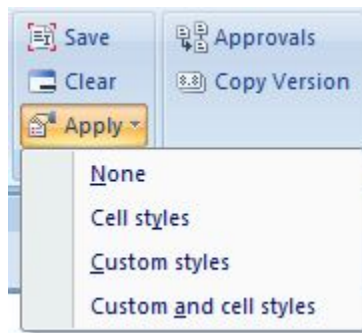 Save
Clear
Apply
Approvals
Copy Version
None
Cell styles
Custom styles
Custom and cell styles